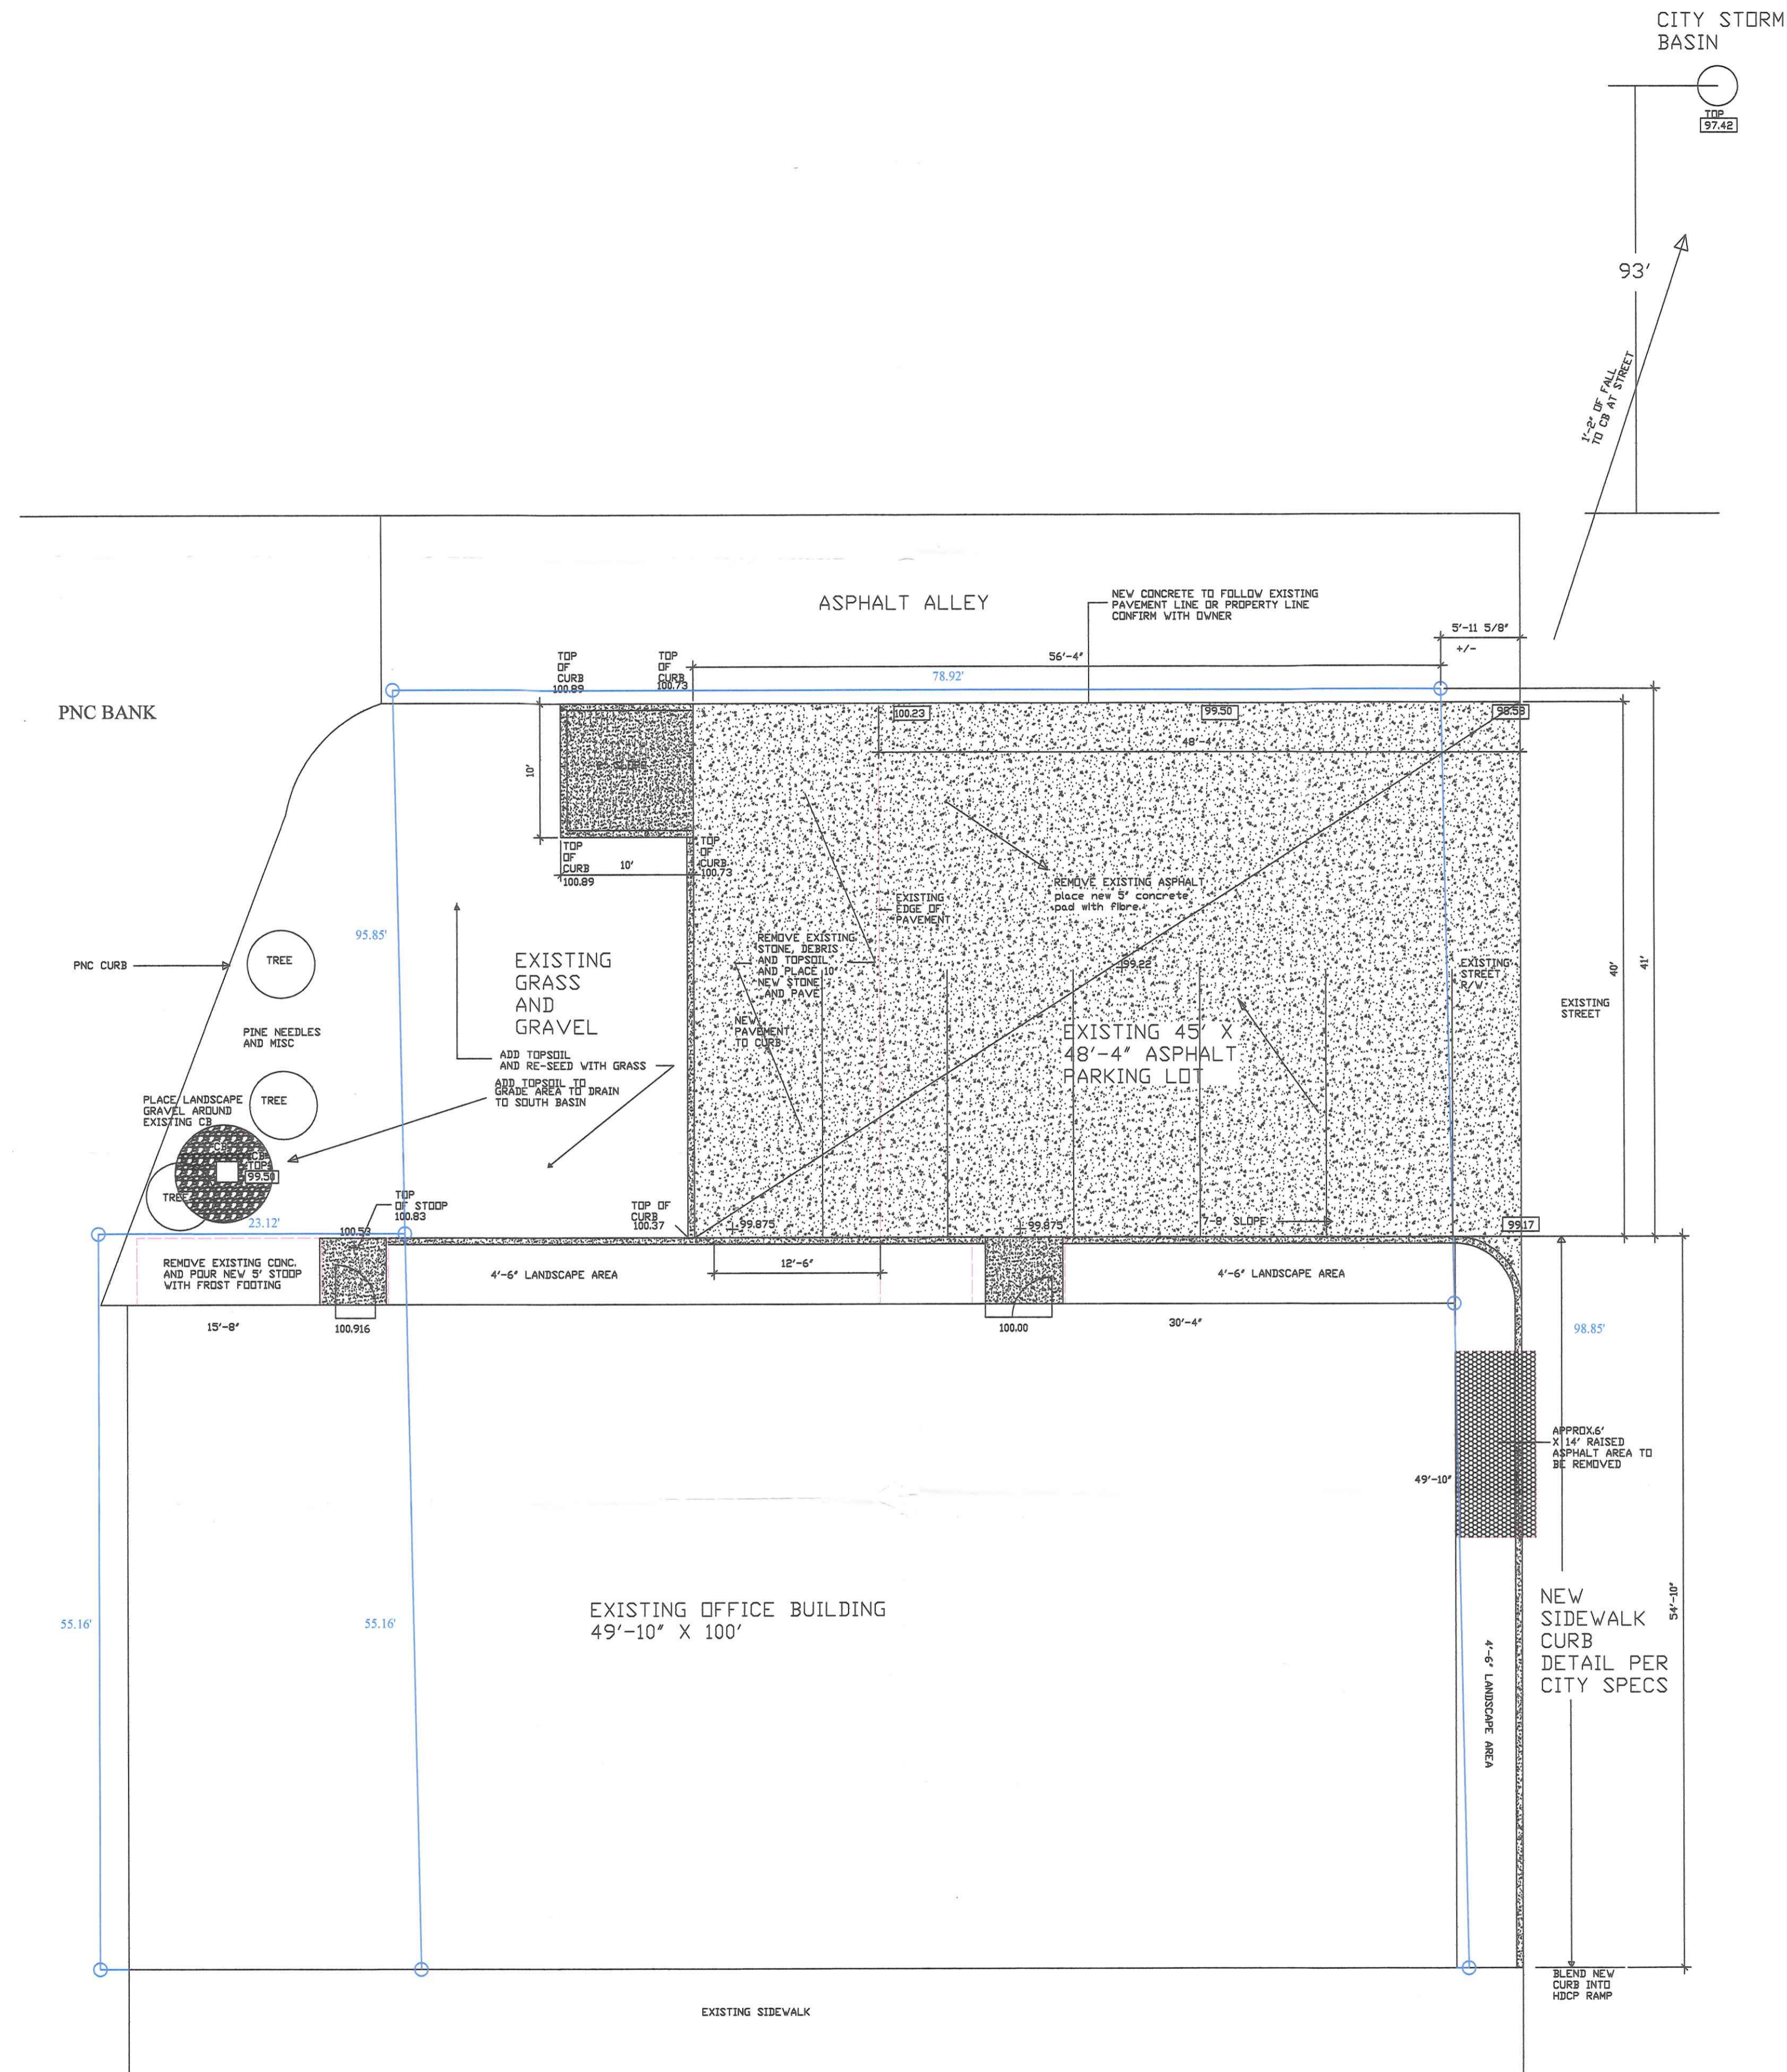 CITY STORM
BASIN
TOP
97.42
93'
1'-2" OF FALL
TO CB AT STREET
ASPHALT ALLEY
NEW CONCRETE TO FOLLOW EXISTING
PAVEMENT LINE OR PROPERTY LINE
CONFIRM WITH OWNER
5'-11 5/8"
+/-
TOP
OF
CURB
100.89
TOP
OF
CURB
100.73
56'-4"
78.92'
PNC BANK
100.23
99.50
48'-4"
10'
TOP
OF
CURB
100.89
10'
TOP
OF
CURB
100.73
REMOVE EXISTING ASPHALT
place new 5" concrete
pad with fibre.
EXISTING
EDGE OF
PAVEMENT
95.85'
REMOVE EXISTING
STONE, DEBRIS
AND TOPSOIL
AND PLACE 10"
NEW STONE
AND PAVE
PNC CURB
TREE
EXISTING
GRASS
AND
GRAVEL
99.22
EXISTING
STREET
R/W
40'
41'
EXISTING
STREET
PINE NEEDLES
AND MISC
NEW
PAVEMENT
TO CURB
EXISTING 45' X
48'-4" ASPHALT
PARKING LOT
ADD TOPSOIL
AND RE-SEED WITH GRASS
ADD TOPSOIL TO
GRADE AREA TO DRAIN
TO SOUTH BASIN
PLACE LANDSCAPE
GRAVEL AROUND
EXISTING CB
TREE
CB
CB
TOP
99.50
TREE
23.12'
TOP
OF STOOP
100.83
100.53
TOP OF
CURB
100.37
99.875
99.875
7-8" SLOPE
99.17
REMOVE EXISTING CONC.
AND POUR NEW 5' STOOP
WITH FROST FOOTING
4'-6" LANDSCAPE AREA
12'-6"
4'-6" LANDSCAPE AREA
15'-8"
100.916
100.00
30'-4"
98.85'
APPROX.6'
X 14' RAISED
ASPHALT AREA TO
BE REMOVED
49'-10"
55.16'
55.16'
EXISTING OFFICE BUILDING
49'-10" X 100'
4'-6" LANDSCAPE AREA
NEW
SIDEWALK
CURB
DETAIL PER
CITY SPECS
54'-10"
BLEND NEW
CURB INTO
HDCP RAMP
EXISTING SIDEWALK